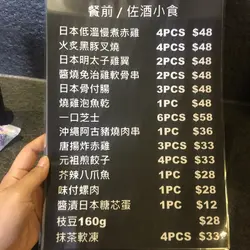 餐前 / 佐酒小食
日本低溫慢煮赤雞 4PCS $48
火炙黑豚叉燒 4PCS $48
日本明太子雞翼 2PCS $48
醬燒免治雞軟骨串 2PCS $48
日本骨付腸 3PCS $48
燒雞泡魚乾 1PC $48
一口芝士 6PCS $58
沖繩阿古豬燒肉串 1PC $36
唐揚炸赤雞 3PCS $33
元祖煎餃子 4PCS $33
芥辣八爪魚 1PC $28
味付螺肉 1PC $28
醬漬日本糖芯蛋 1PC $12
枝豆160g $28
抹茶軟凍 4PCS $33